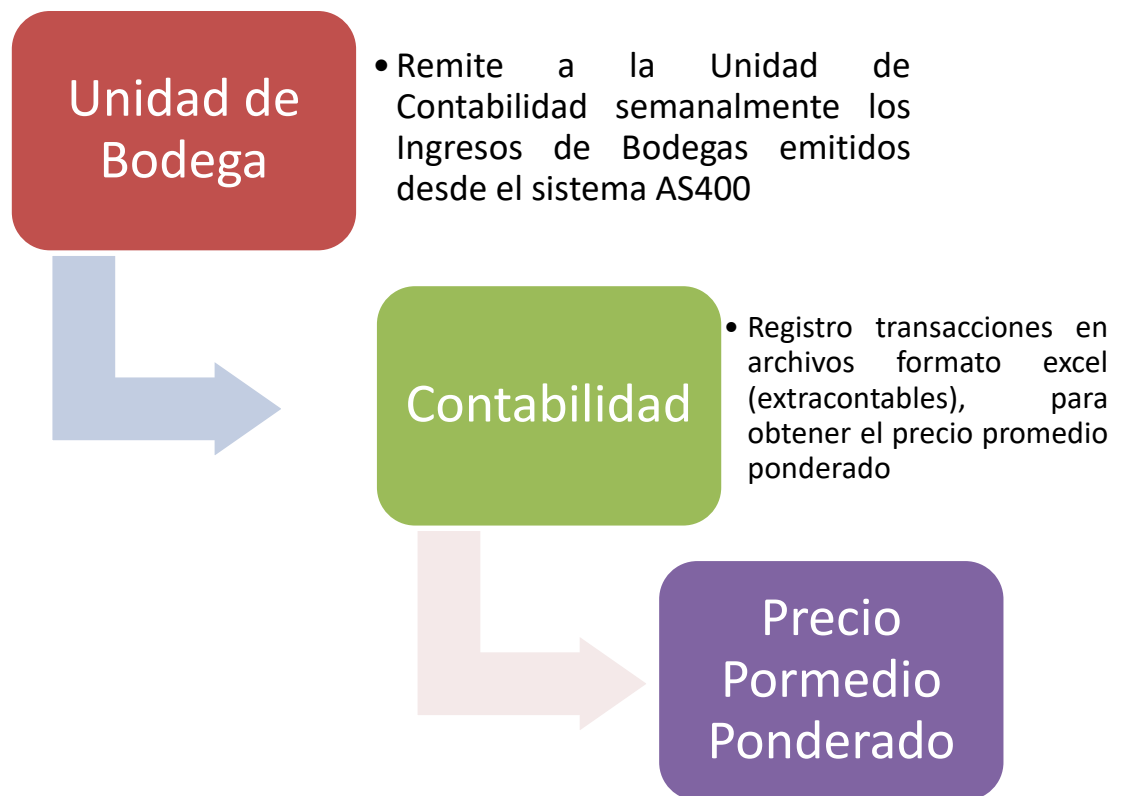 Unidad de
Bodega
• Remite a la Unidad de
Contabilidad semanalmente los
Ingresos de Bodegas emitidos
desde el sistema AS400
Contabilidad
• Registro transacciones en
archivos formato excel
(extracontables), para
obtener el precio promedio
ponderado
Precio
Pormedio
Ponderado